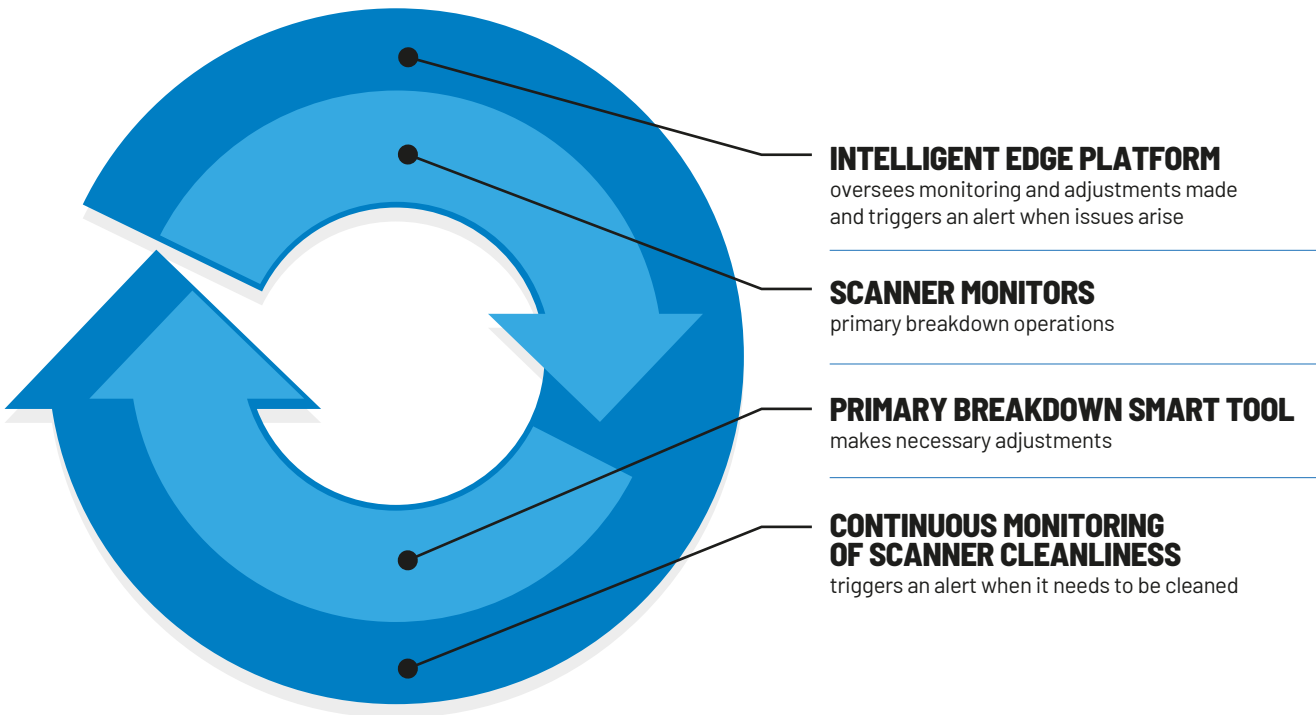 INTELLIGENT EDGE PLATFORM
oversees monitoring and adjustments made
and triggers an alert when issues arise
SCANNER MONITORS
primary breakdown operations
PRIMARY BREAKDOWN SMART TOOL
makes necessary adjustments
CONTINUOUS MONITORING
OF SCANNER CLEANLINESS
triggers an alert when it needs to be cleaned